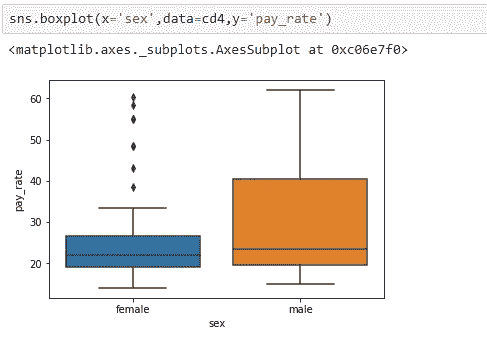 sns.boxplot(x='sex',data=cd4,y='pay_rate')
<matplotlib.axes._subplots.AxesSubplot at 0xc06e7f0>
60
50
40
30
20
pay_rate
female male
sex